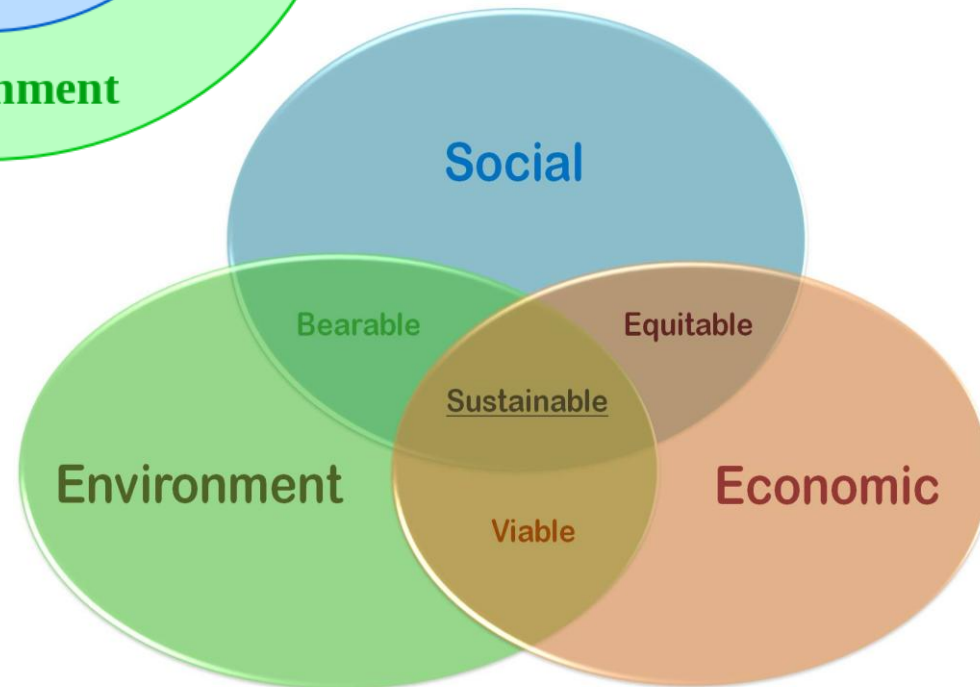 nment
Social
Bearable
Equitable
Sustainable
Environment
Economic
Viable